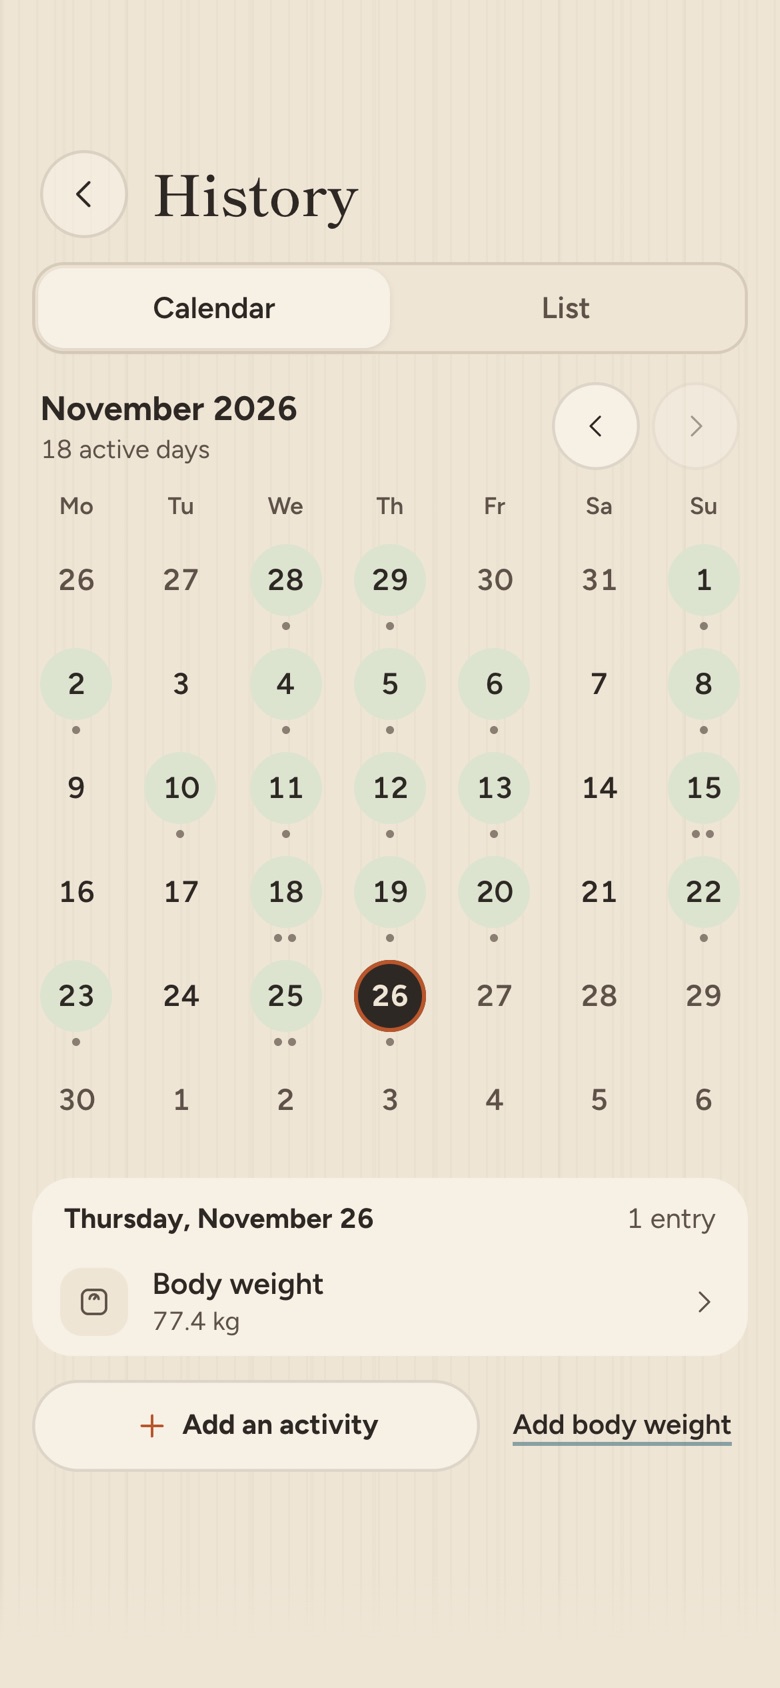 History
Calendar List
November 2026
18 active days
Mo Tu We Th Fr Sa Su
26 27 28 29 30 31 1
2 3 4 5 6 7 8
9 10 11 12 13 14 15
16 17 18 19 20 21 22
23 24 25 26 27 28 29
30 1 2 3 4 5 6
Thursday, November 26 1 entry
Body weight
77.4 kg
Add an activity Add body weight